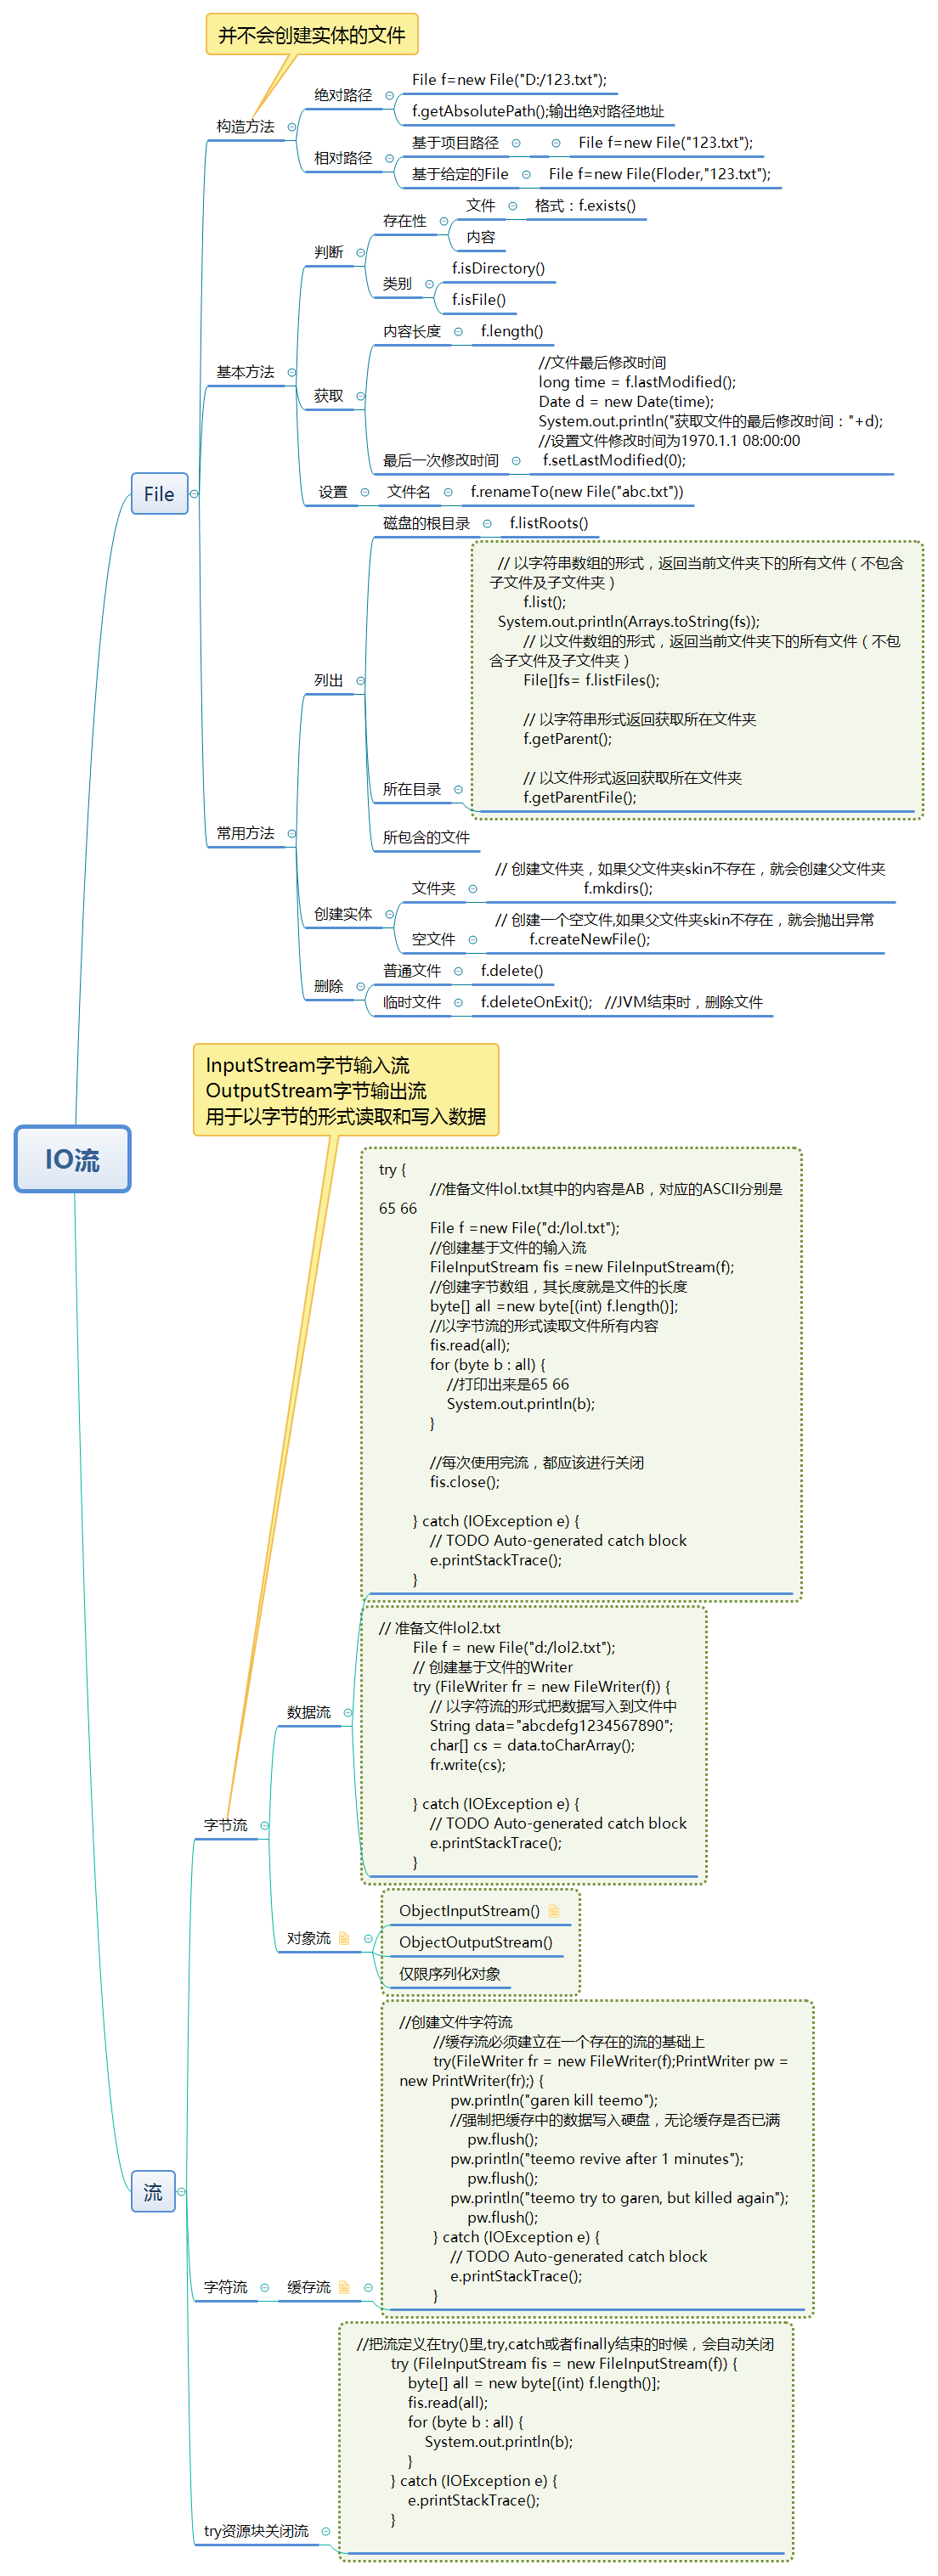 并不会创建实体的文件
File f=new File("D:/123.txt");
绝对路径
f.getAbsolutePath();输出绝对路径地址
构造方法
基于项目路径
File f=new File("123.txt");
相对路径
基于给定的File
File f=new File(Floder,"123.txt");
文件
格式：f.exists()
存在性
内容
判断
f.isDirectory()
类别
f.isFile()
内容长度
f.length()
基本方法
获取
//文件最后修改时间
long time = f.lastModified();
Date d = new Date(time);
System.out.println("获取文件的最后修改时间："+d);
//设置文件修改时间为1970.1.1 08:00:00
最后一次修改时间
f.setLastModified(0);
File
设置
文件名
f.renameTo(new File("abc.txt"))
磁盘的根目录
f.listRoots()
// 以字符串数组的形式，返回当前文件夹下的所有文件（不包含
子文件及子文件夹）
f.list();
System.out.println(Arrays.toString(fs));
// 以文件数组的形式，返回当前文件夹下的所有文件（不包
含子文件及子文件夹）
列出
File[]fs= f.listFiles();
// 以字符串形式返回获取所在文件夹
f.getParent();
// 以文件形式返回获取所在文件夹
所在目录
f.getParentFile();
常用方法
所包含的文件
// 创建文件夹，如果父文件夹skin不存在，就会创建父文件夹
文件夹
f.mkdirs();
创建实体
// 创建一个空文件,如果父文件夹skin不存在，就会抛出异常
空文件
f.createNewFile();
普通文件
f.delete()
删除
临时文件
f.deleteOnExit();   //JVM结束时，删除文件
InputStream字节输入流
OutputStream字节输出流
用于以字节的形式读取和写入数据
IO流
try {
//准备文件lol.txt其中的内容是AB，对应的ASCII分别是
65 66
File f =new File("d:/lol.txt");
//创建基于文件的输入流
FileInputStream fis =new FileInputStream(f);
//创建字节数组，其长度就是文件的长度
byte[] all =new byte[(int) f.length()];
//以字节流的形式读取文件所有内容
fis.read(all);
for (byte b : all) {
//打印出来是65 66
System.out.println(b);
}
//每次使用完流，都应该进行关闭
fis.close();
} catch (IOException e) {
// TODO Auto-generated catch block
e.printStackTrace();
}
// 准备文件lol2.txt
File f = new File("d:/lol2.txt");
// 创建基于文件的Writer
try (FileWriter fr = new FileWriter(f)) {
// 以字符流的形式把数据写入到文件中
数据流
String data="abcdefg1234567890";
char[] cs = data.toCharArray();
fr.write(cs);
} catch (IOException e) {
// TODO Auto-generated catch block
字节流
e.printStackTrace();
}
ObjectInputStream()
对象流
ObjectOutputStream()
仅限序列化对象
//创建文件字符流
//缓存流必须建立在一个存在的流的基础上
try(FileWriter fr = new FileWriter(f);PrintWriter pw =
new PrintWriter(fr);) {
pw.println("garen kill teemo");
//强制把缓存中的数据写入硬盘，无论缓存是否已满
pw.flush();
pw.println("teemo revive after 1 minutes");
pw.flush();
流
pw.println("teemo try to garen, but killed again");
pw.flush();
} catch (IOException e) {
// TODO Auto-generated catch block
e.printStackTrace();
字符流
缓存流
}
//把流定义在try()里,try,catch或者finally结束的时候，会自动关闭
try (FileInputStream fis = new FileInputStream(f)) {
byte[] all = new byte[(int) f.length()];
fis.read(all);
for (byte b : all) {
System.out.println(b);
}
} catch (IOException e) {
e.printStackTrace();
}
try资源块关闭流